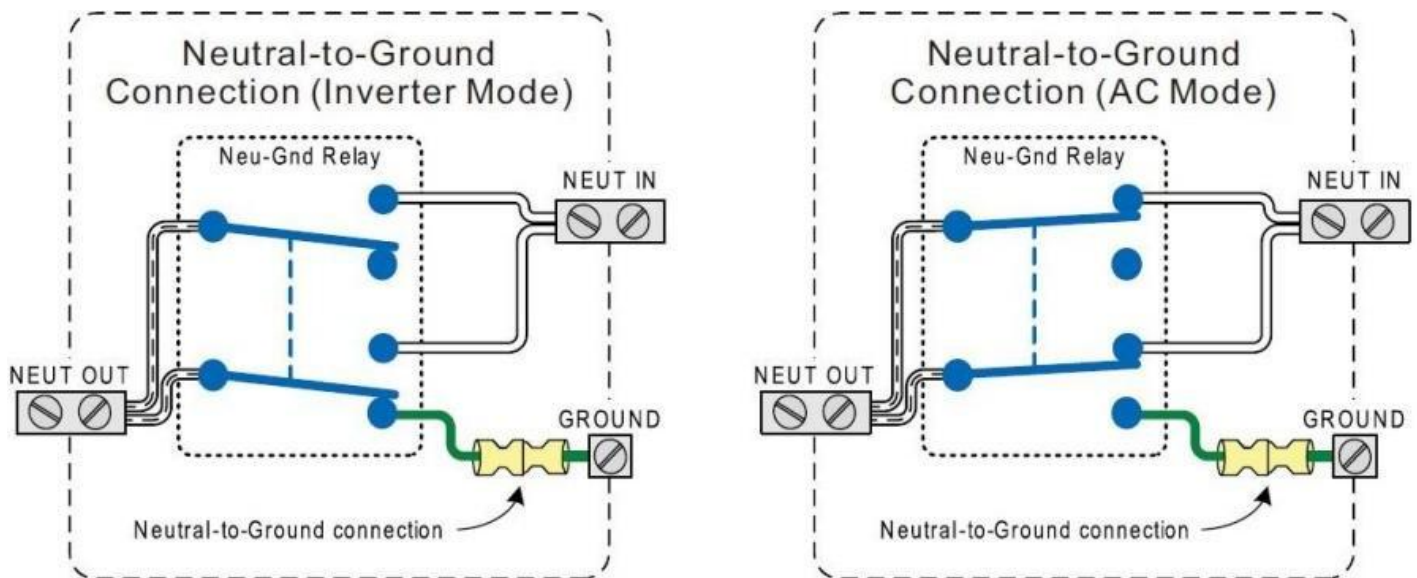 Neutral-to-Ground
Connection (Inverter Mode)
Neu-Gnd Relay
NEUT IN
NEUT OUT
GROUND
Neutral-to-Ground connection
Neutral-to-Ground
Connection (AC Mode)
Neu-Gnd Relay
NEUT IN
NEUT OUT
GROUND
Neutral-to-Ground connection